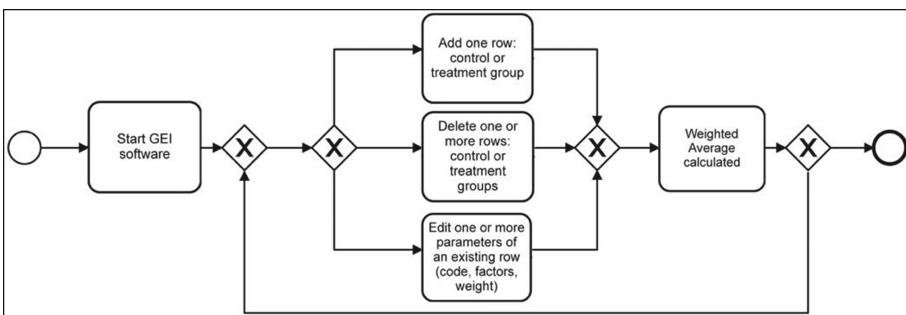 Start GEI
software
X
X
Add one row:
control or
treatment group
Delete one or
more rows:
control or
treatment
groups
Edit one or more
parameters of
an existing row
(code, factors,
weight)
X
Weighted
Average
calculated
X